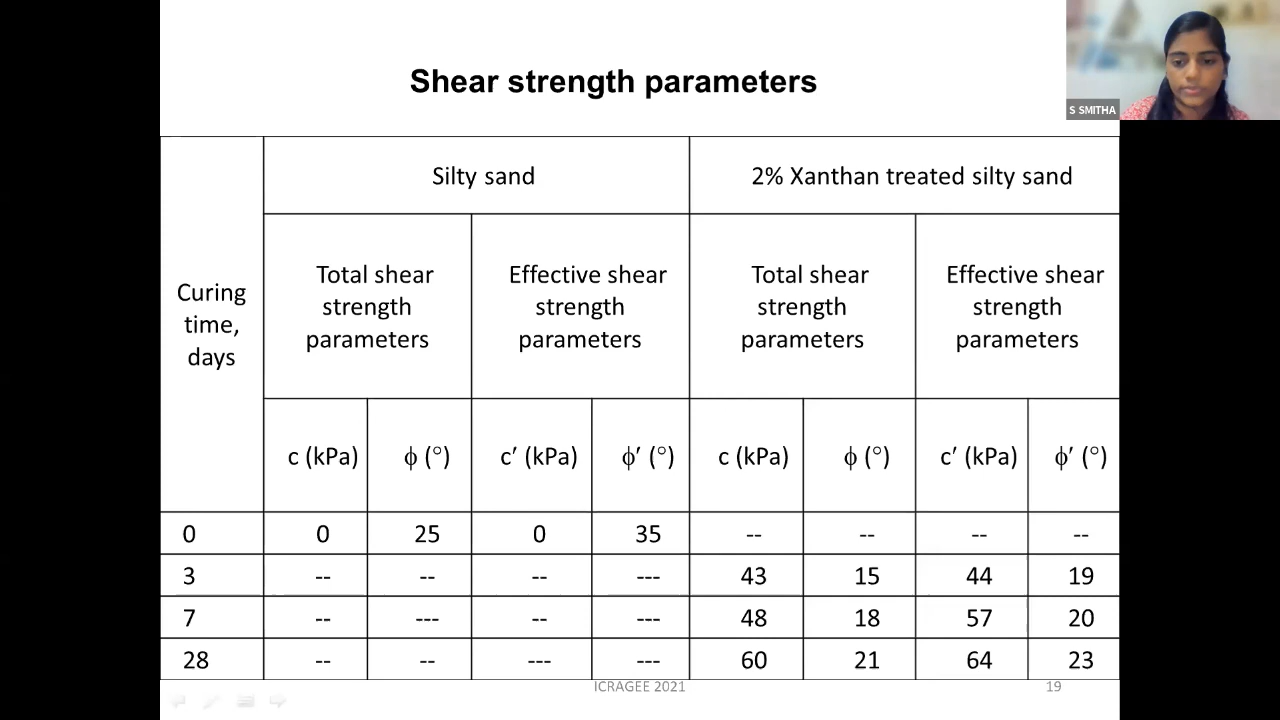 Shear strength parameters
S SMITHA
Silty sand
2% Xanthan treated silty sand
Curing
time,
days
Total shear
strength
parameters
Effective shear
strength
parameters
Total shear
strength
parameters
Effective shear
strength
parameters
c (kPa) ϕ (°) c′ (kPa) ϕ′ (°) c (kPa) ϕ (°) c′ (kPa) ϕ′ (°)
0 0 25 0 35 -- -- -- --
3 -- -- -- --- 43 15 44 19
7 -- --- -- --- 48 18 57 20
28 -- -- --- --- 60 21 64 23
ICRAGEE 2021
19